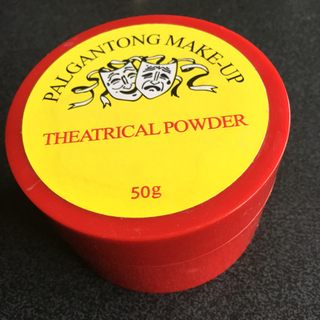 PALGANTONG MAKE-UP
THEATRICAL POWDER
50g